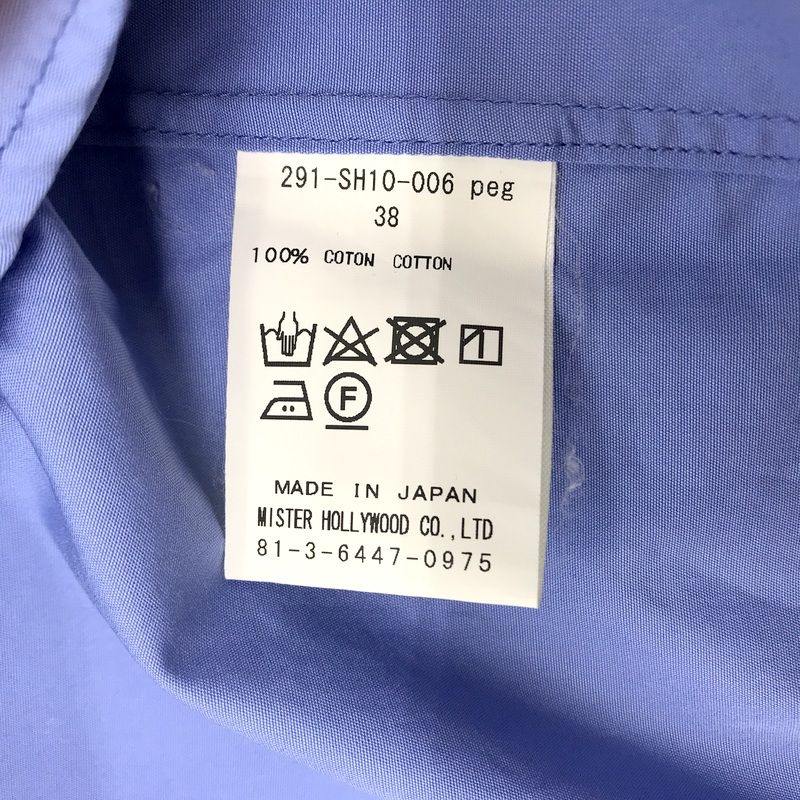 291-SH10-006 peg
38
100% COTON COTTON
F
MADE IN JAPAN
MISTER HOLLYWOOD CO.,LTD
81-3-6447-0975